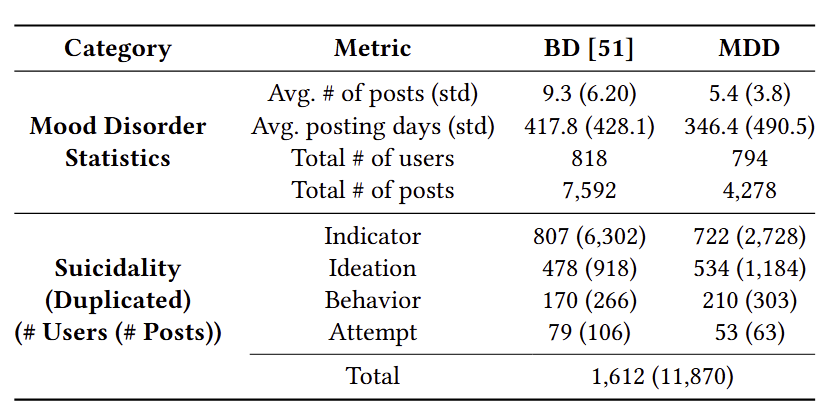 Category Metric BD [51] MDD
Avg. # of posts (std) 9.3 (6.20) 5.4 (3.8)
Mood Disorder Avg. posting days (std) 417.8 (428.1) 346.4 (490.5)
Statistics Total # of users 818 794
Total # of posts 7,592 4,278
Indicator 807 (6,302) 722 (2,728)
Suicidality Ideation 478 (918) 534 (1,184)
(Duplicated) Behavior 170 (266) 210 (303)
(# Users (# Posts)) Attempt 79 (106) 53 (63)
Total 1,612 (11,870)